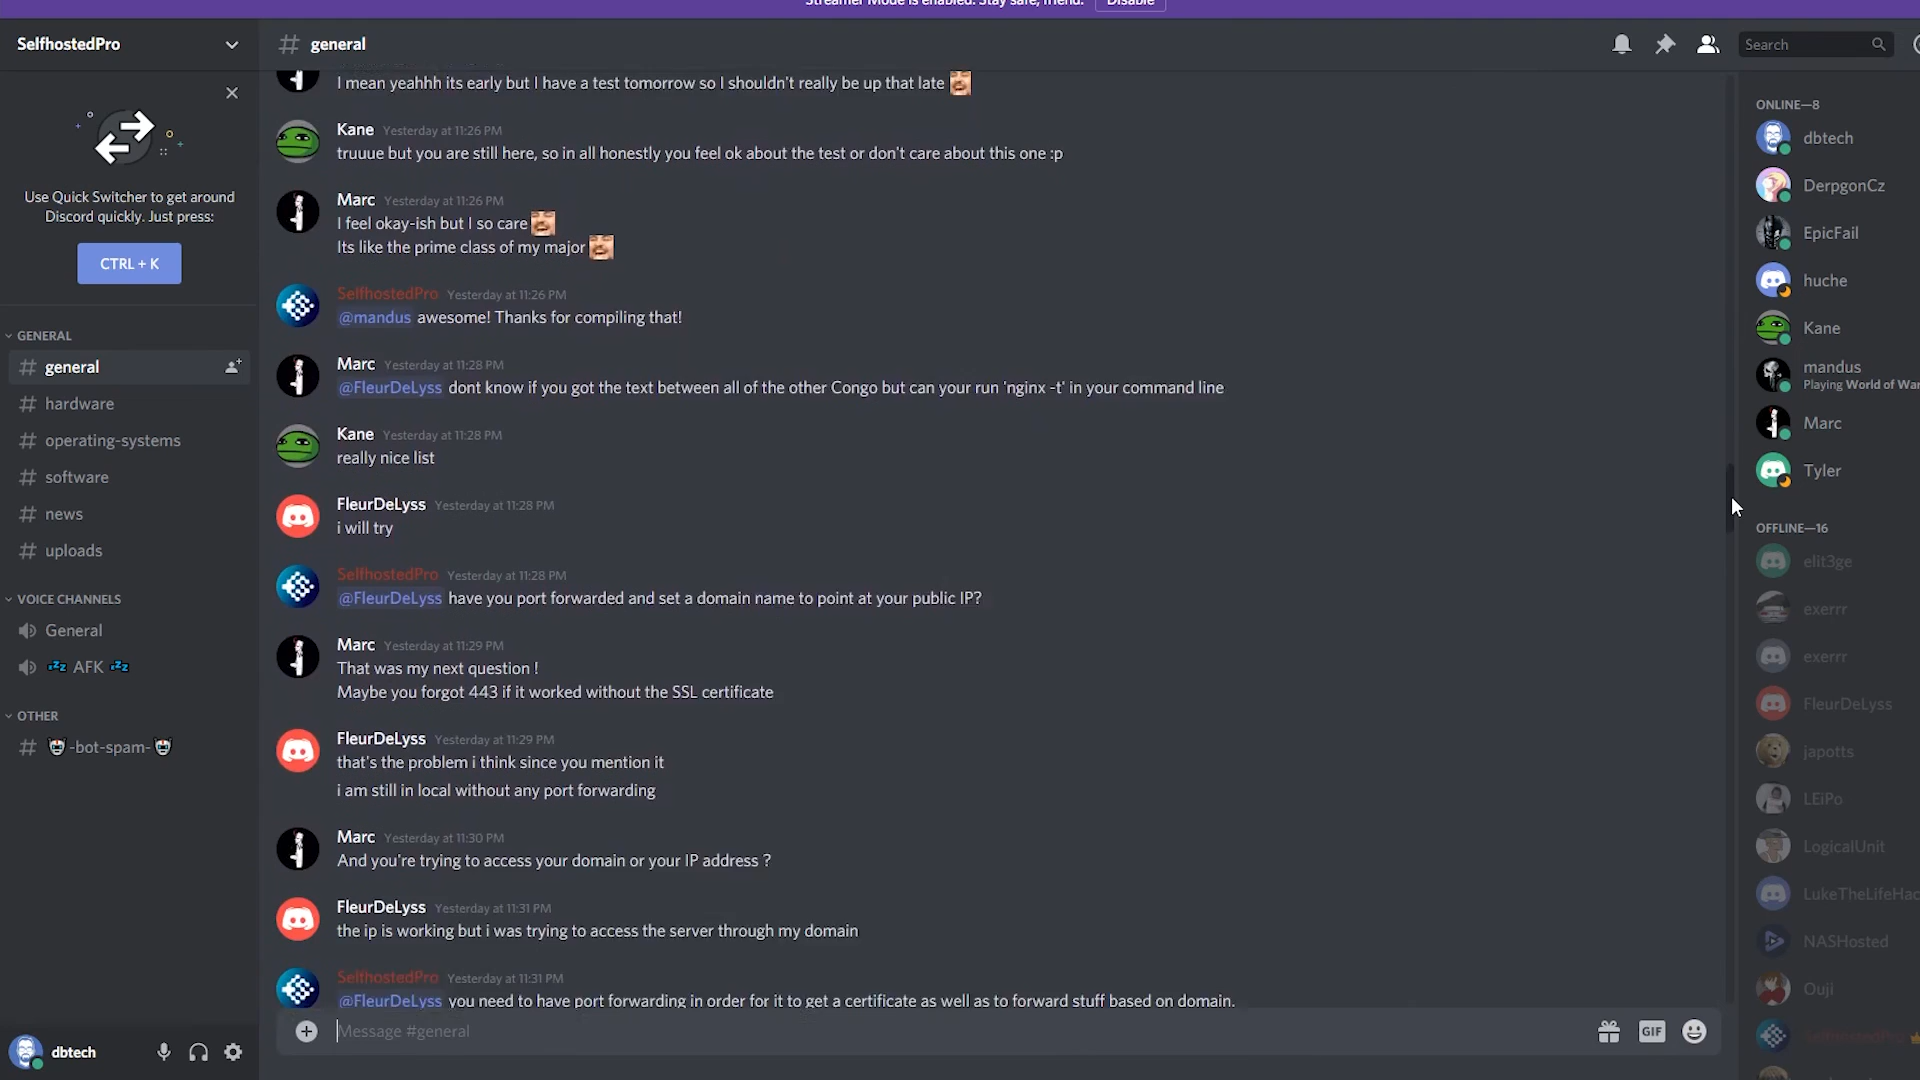 Streamer Mode is enabled. Stay safe, friend.
Disable
SelfhostedPro
general
Search
Use Quick Switcher to get around
Discord quickly. Just press:
CTRL + K
GENERAL
general
hardware
operating-systems
software
news
uploads
VOICE CHANNELS
General
AFK
OTHER
-bot-spam-
dbtech
I mean yeahhh its early but I have a test tomorrow so I shouldn't really be up that late
Kane Yesterday at 11:26 PM
truuue but you are still here, so in all honestly you feel ok about the test or don't care about this one :p
Marc Yesterday at 11:26 PM
I feel okay-ish but I so care
Its like the prime class of my major
SelfhostedPro Yesterday at 11:26 PM
@mandus awesome! Thanks for compiling that!
Marc Yesterday at 11:28 PM
@FleurDeLyss dont know if you got the text between all of the other Congo but can your run 'nginx -t' in your command line
Kane Yesterday at 11:28 PM
really nice list
FleurDeLyss Yesterday at 11:28 PM
i will try
SelfhostedPro Yesterday at 11:28 PM
@FleurDeLyss have you port forwarded and set a domain name to point at your public IP?
Marc Yesterday at 11:29 PM
That was my next question !
Maybe you forgot 443 if it worked without the SSL certificate
FleurDeLyss Yesterday at 11:29 PM
that's the problem i think since you mention it
i am still in local without any port forwarding
Marc Yesterday at 11:30 PM
And you're trying to access your domain or your IP address ?
FleurDeLyss Yesterday at 11:31 PM
the ip is working but i was trying to access the server through my domain
SelfhostedPro Yesterday at 11:31 PM
@FleurDeLyss you need to have port forwarding in order for it to get a certificate as well as to forward stuff based on domain.
Message #general
GIF
ONLINE—8
dbtech
DerpgonCz
EpicFail
huche
Kane
mandus
Playing World of War
Marc
Tyler
OFFLINE—16
elit3ge
exerrr
exerrr
FleurDeLyss
japotts
LEiPo
LogicalUnit
LukeTheLifeHac
NASHosted
Ouji
SelfhostedPro